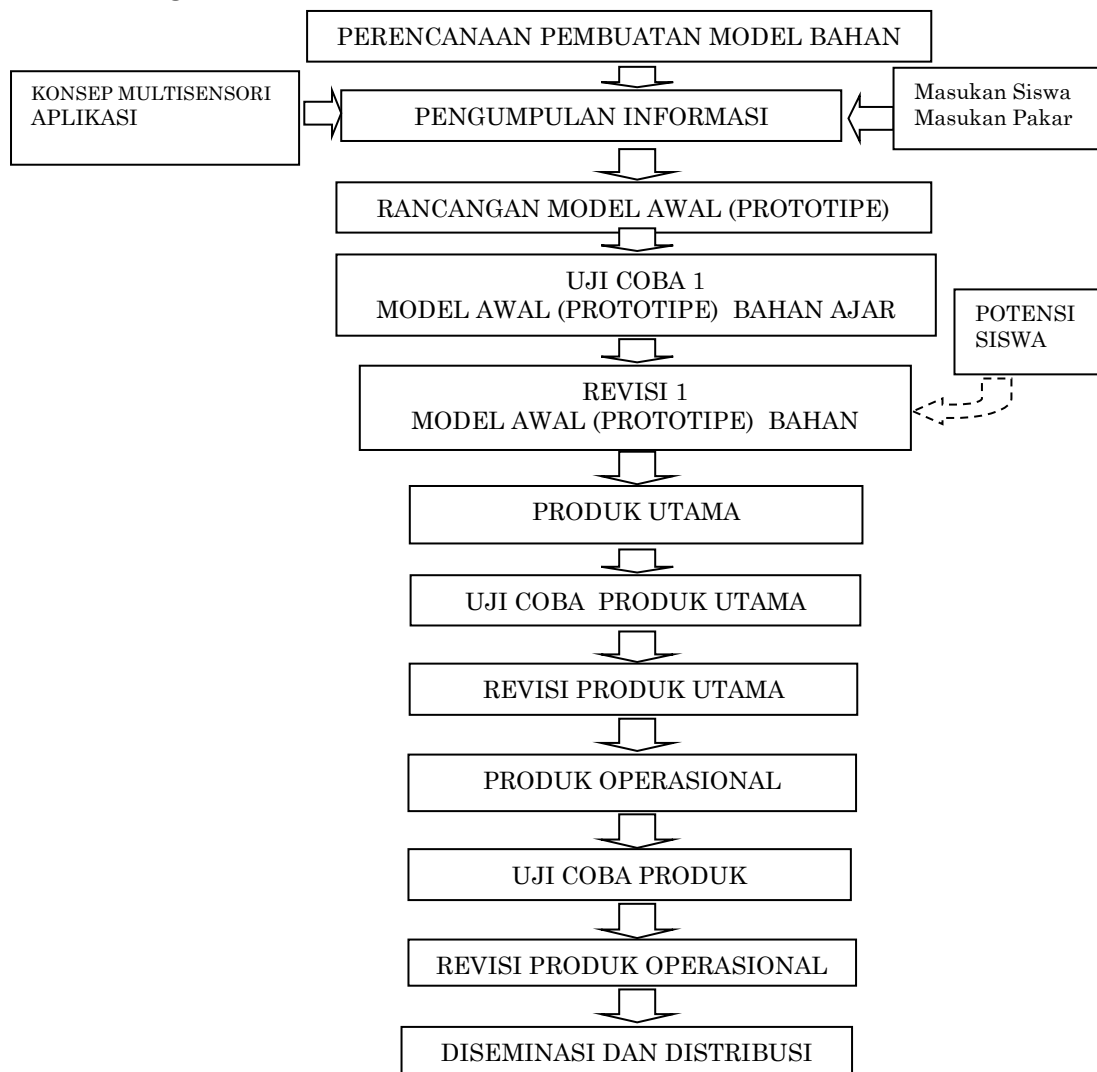 PERENCANAAN PEMBUATAN MODEL BAHAN
KONSEP MULTISENSORI
APLIKASI
PENGUMPULAN INFORMASI
Masukan Siswa
Masukan Pakar
RANCANGAN MODEL AWAL (PROTOTIPE)
UJI COBA 1
MODEL AWAL (PROTOTIPE) BAHAN AJAR
POTENSI
SISWA
REVISI 1
MODEL AWAL (PROTOTIPE) BAHAN
PRODUK UTAMA
UJI COBA PRODUK UTAMA
REVISI PRODUK UTAMA
PRODUK OPERASIONAL
UJI COBA PRODUK
REVISI PRODUK OPERASIONAL
DISEMINASI DAN DISTRIBUSI